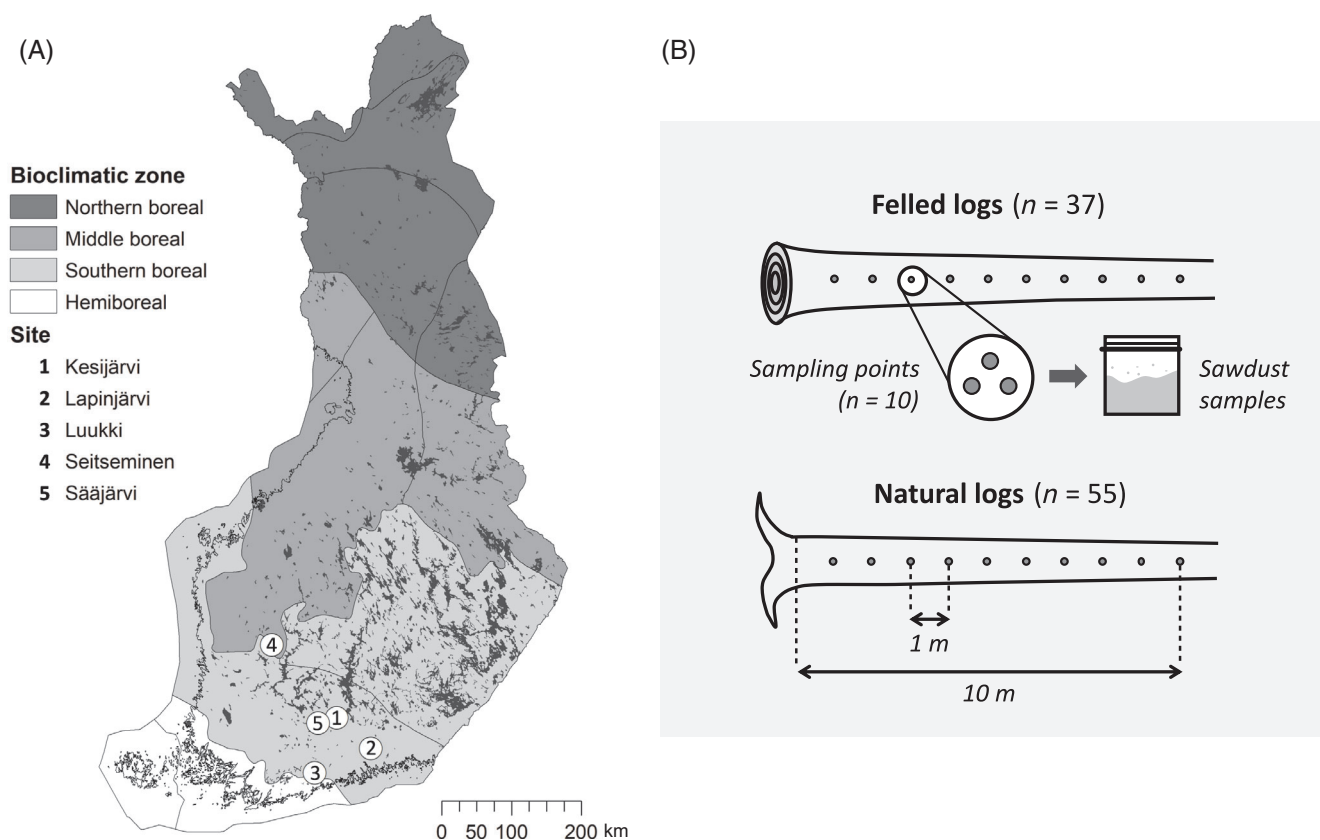 (A)
Bioclimatic zone
Northern boreal
Middle boreal
Southern boreal
Hemiboreal
Site
1 Kesijärvi
2 Lapinjärvi
3 Luukki
4 Seitseminen
5 Sääjärvi
4
5 1
2
3
0 50 100 200 km
(B)
Felled logs (n = 37)
Sampling points
(n = 10)
Sawdust
samples
Natural logs (n = 55)
1 m
10 m